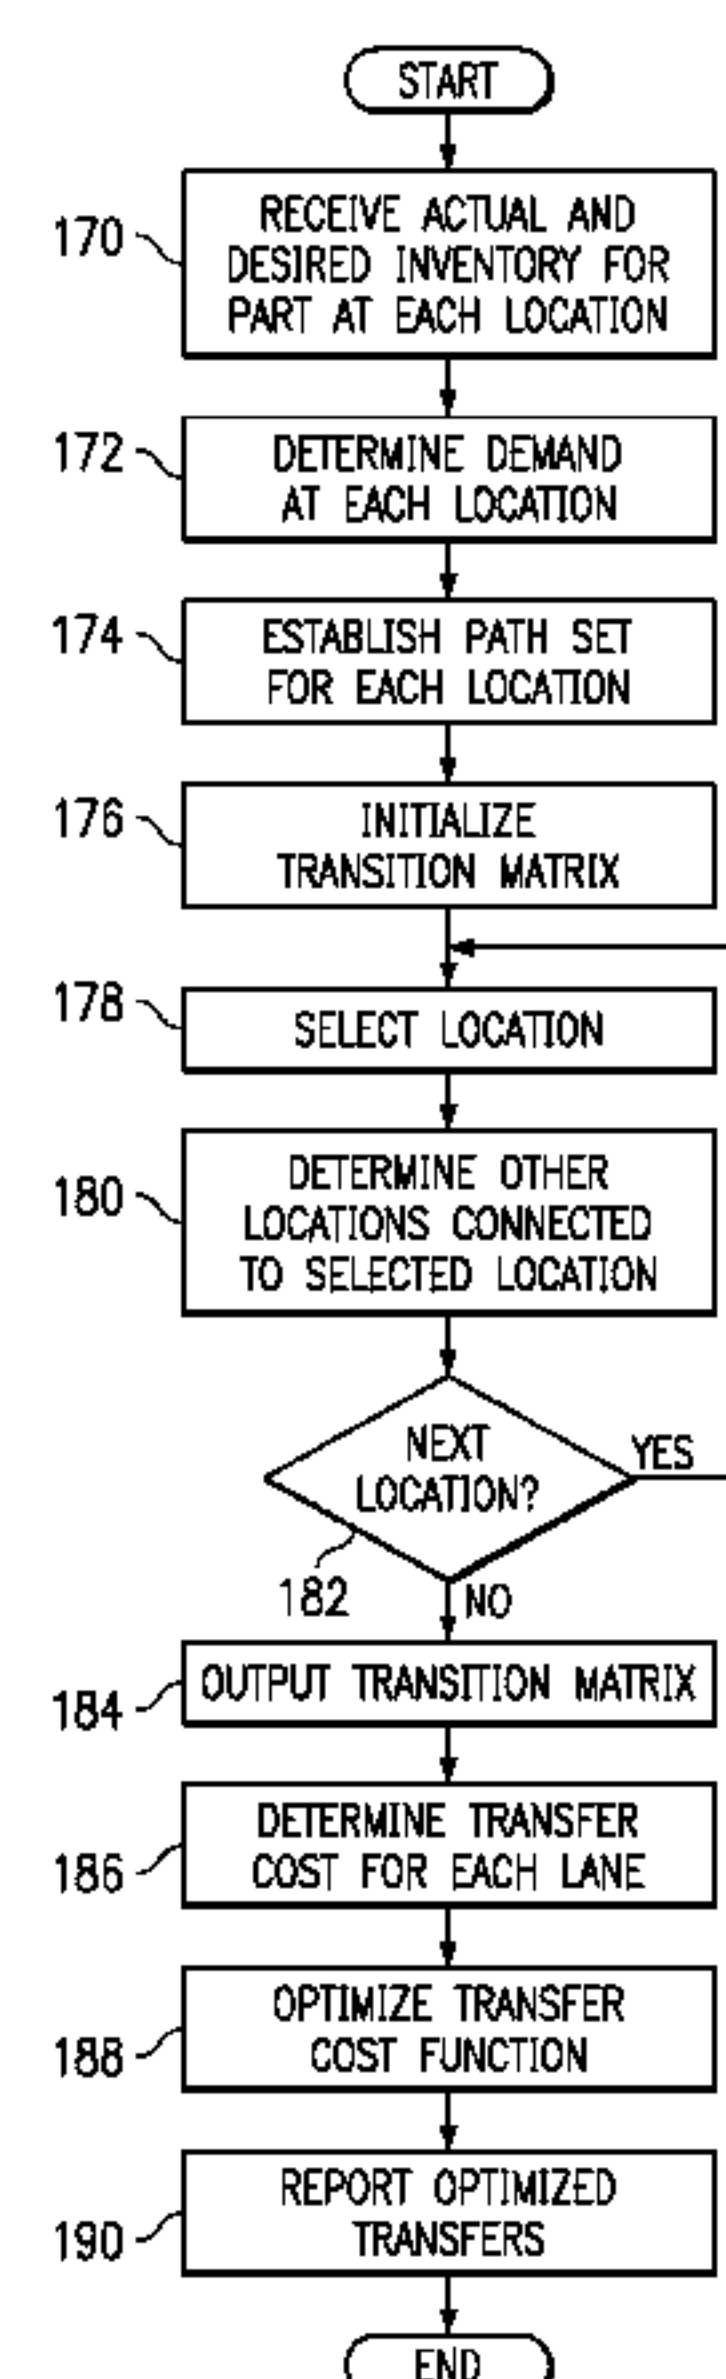 START
170
RECEIVE ACTUAL AND
DESIRED INVENTORY FOR
PART AT EACH LOCATION
172
DETERMINE DEMAND
AT EACH LOCATION
174
ESTABLISH PATH SET
FOR EACH LOCATION
176
INITIALIZE
TRANSITION MATRIX
178
SELECT LOCATION
180
DETERMINE OTHER
LOCATIONS CONNECTED
TO SELECTED LOCATION
NEXT
LOCATION?
YES
182
NO
184
OUTPUT TRANSITION MATRIX
186
DETERMINE TRANSFER
COST FOR EACH LANE
188
OPTIMIZE TRANSFER
COST FUNCTION
190
REPORT OPTIMIZED
TRANSFERS
END